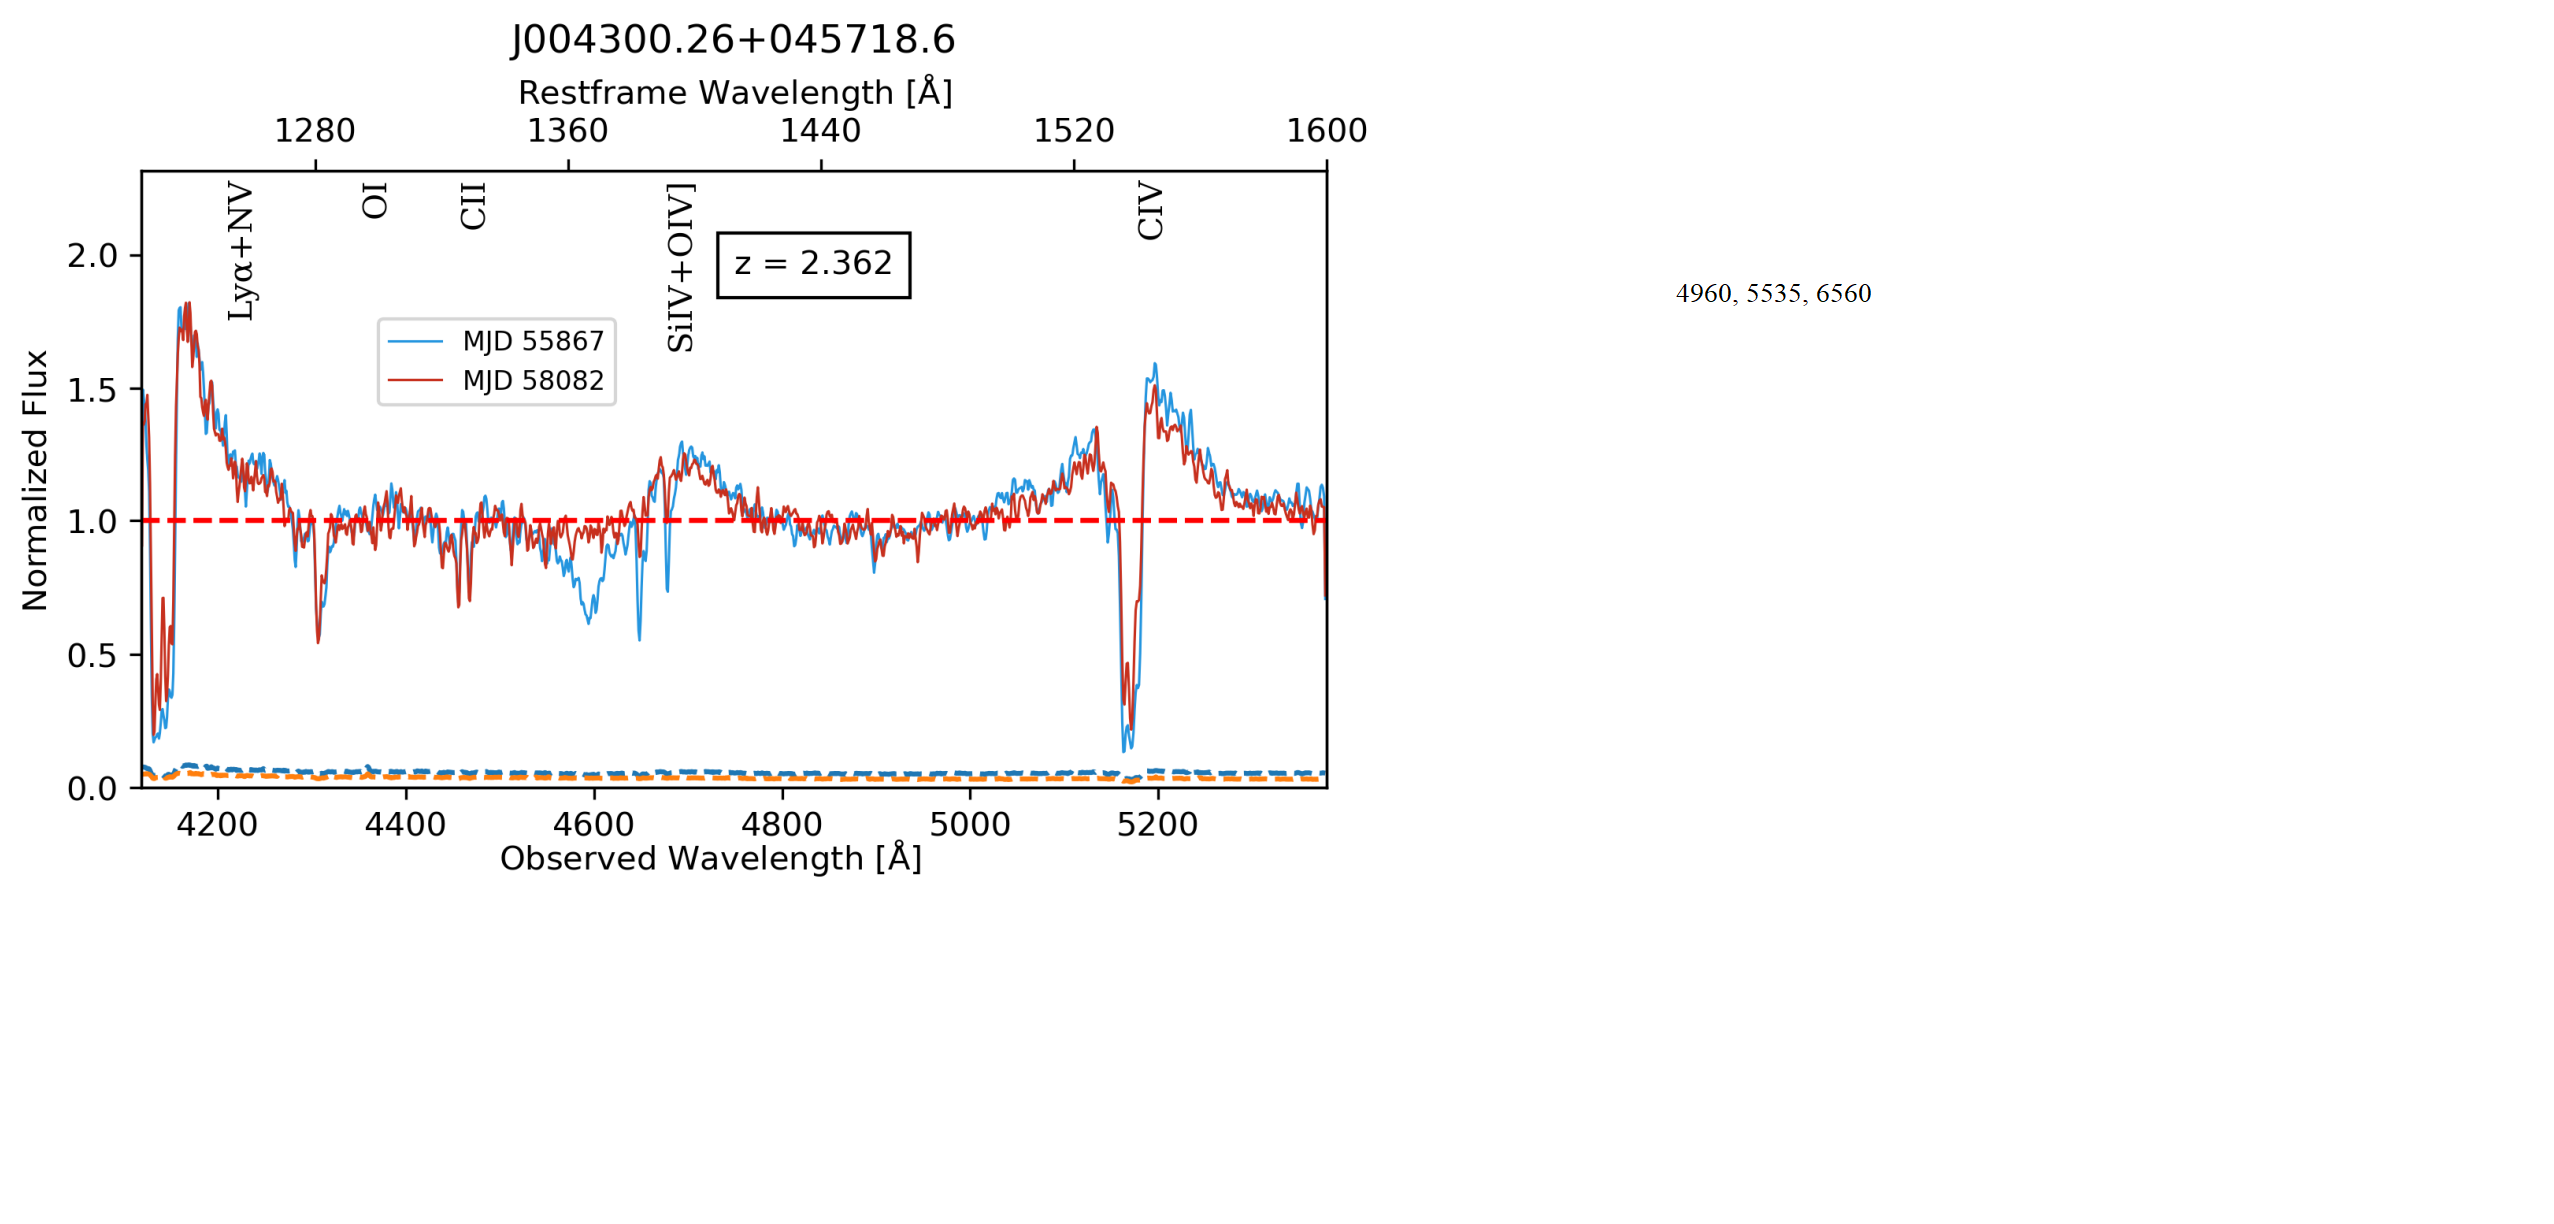 J004300.26+045718.6
Restframe Wavelength [Å]
1280 1360 1440 1520 1600
Lyα+NV
OI
CII
SiIV+OIV]
CIV
z = 2.362
4960, 5535, 6560
MJD 55867
MJD 58082
Normalized Flux
2.0
1.5
1.0
0.5
0.0
4200 4400 4600 4800 5000 5200
Observed Wavelength [Å]